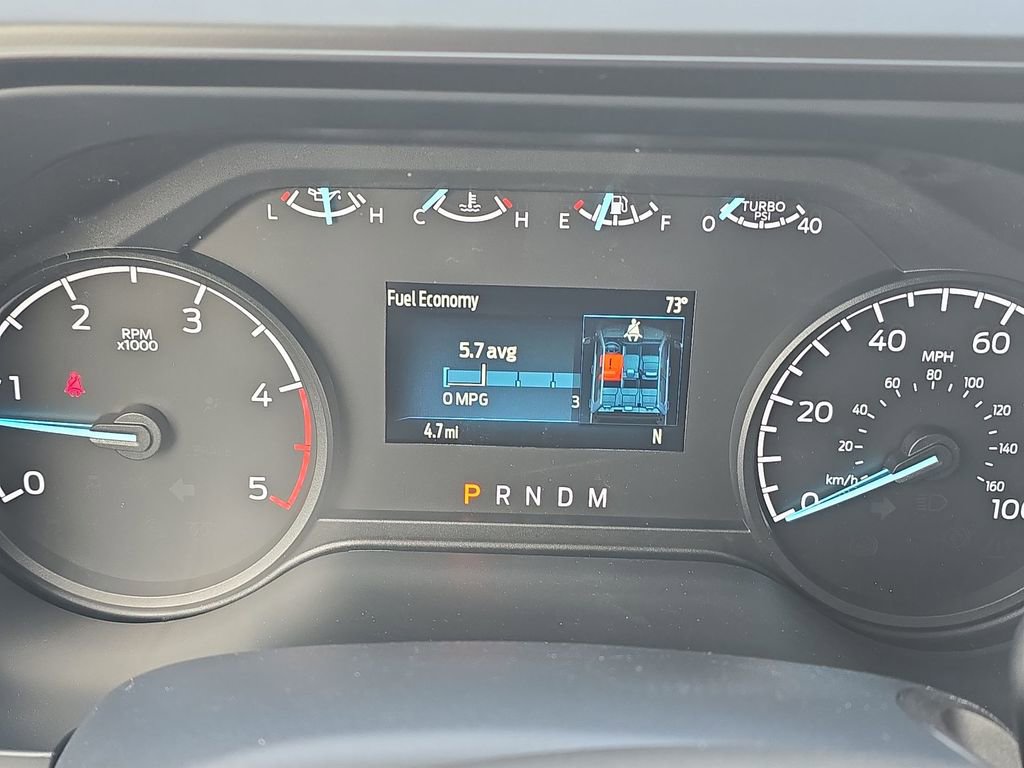 L H C H E F 0 TURBO PSI 40
Fuel Economy 73°
5.7 avg
0 MPG 3
4.7 mi N
P R N D M
0 1 2 3 4 5
RPM
x1000
0 20 40 60 100
MPH
km/h 20 40 60 80 100 120 140 160